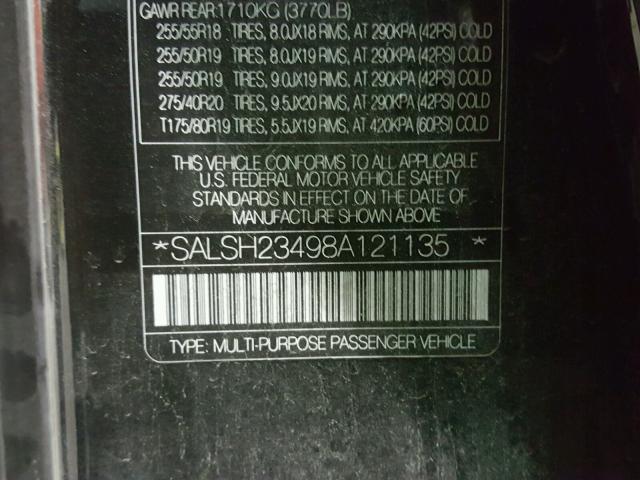 GAWR REAR:1710KG (3770LB)
255/55R18 TIRES, 8.0JX18 RIMS, AT 290KPA (42PSI) COLD
255/50R19 TIRES, 8.0JX19 RIMS, AT 290KPA (42PSI) COLD
255/50R19 TIRES, 9.0JX19 RIMS, AT 290KPA (42PSI) COLD
275/40R20 TIRES, 9.5JX20 RIMS, AT 290KPA (42PSI) COLD
T175/80R19 TIRES, 5.5JX19 RIMS, AT 420KPA (60PSI) COLD
THIS VEHICLE CONFORMS TO ALL APPLICABLE
U.S. FEDERAL MOTOR VEHICLE SAFETY
STANDARDS IN EFFECT ON THE DATE OF
MANUFACTURE SHOWN ABOVE
*SALSH23498A121135 *
TYPE: MULTI-PURPOSE PASSENGER VEHICLE